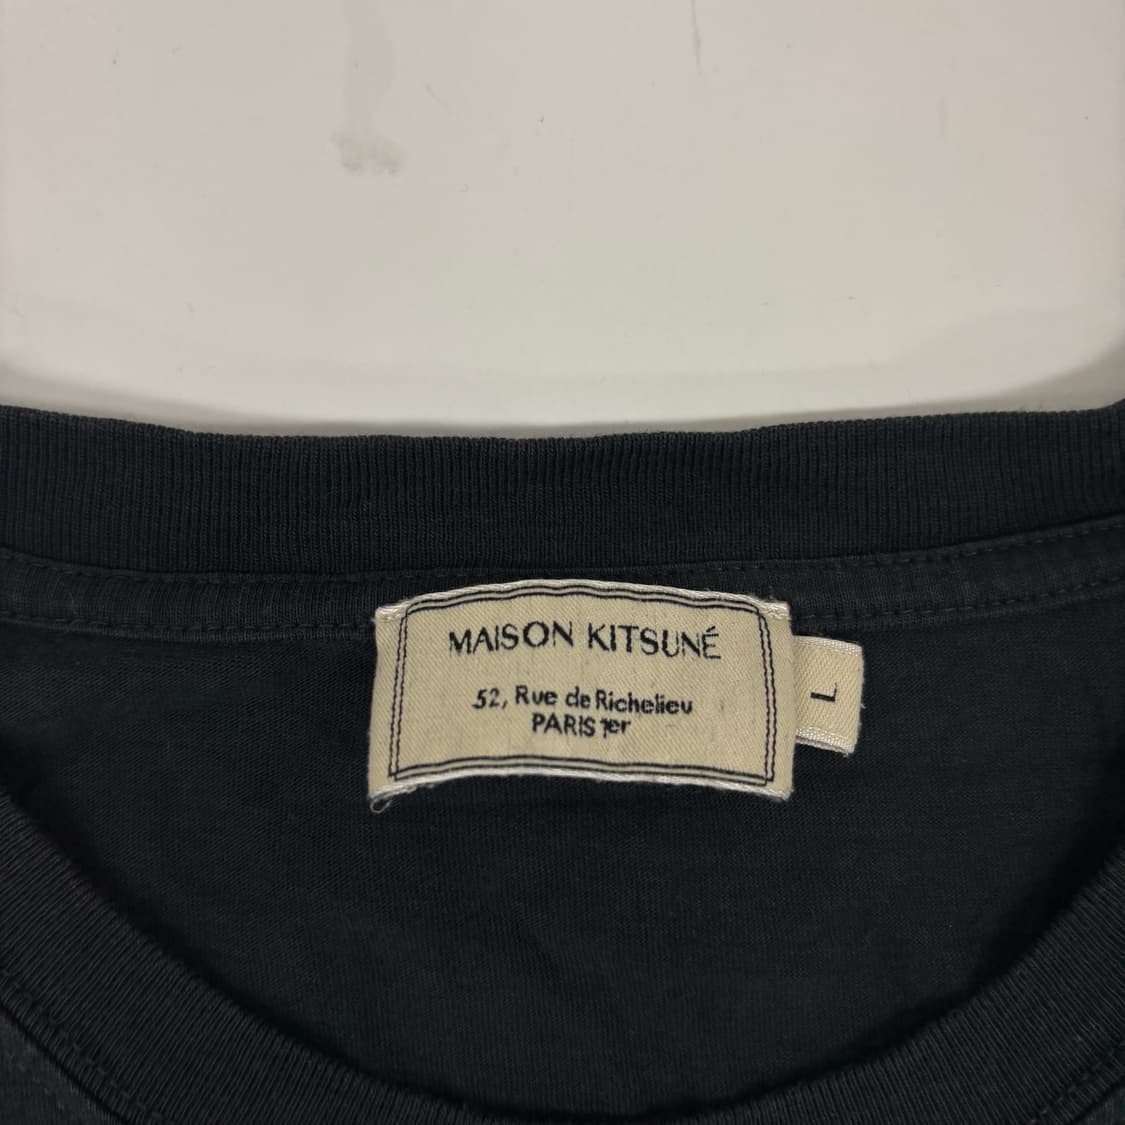 MAISON KITSUNÉ
52, Rue de Richelieu
PARIS 1er
L